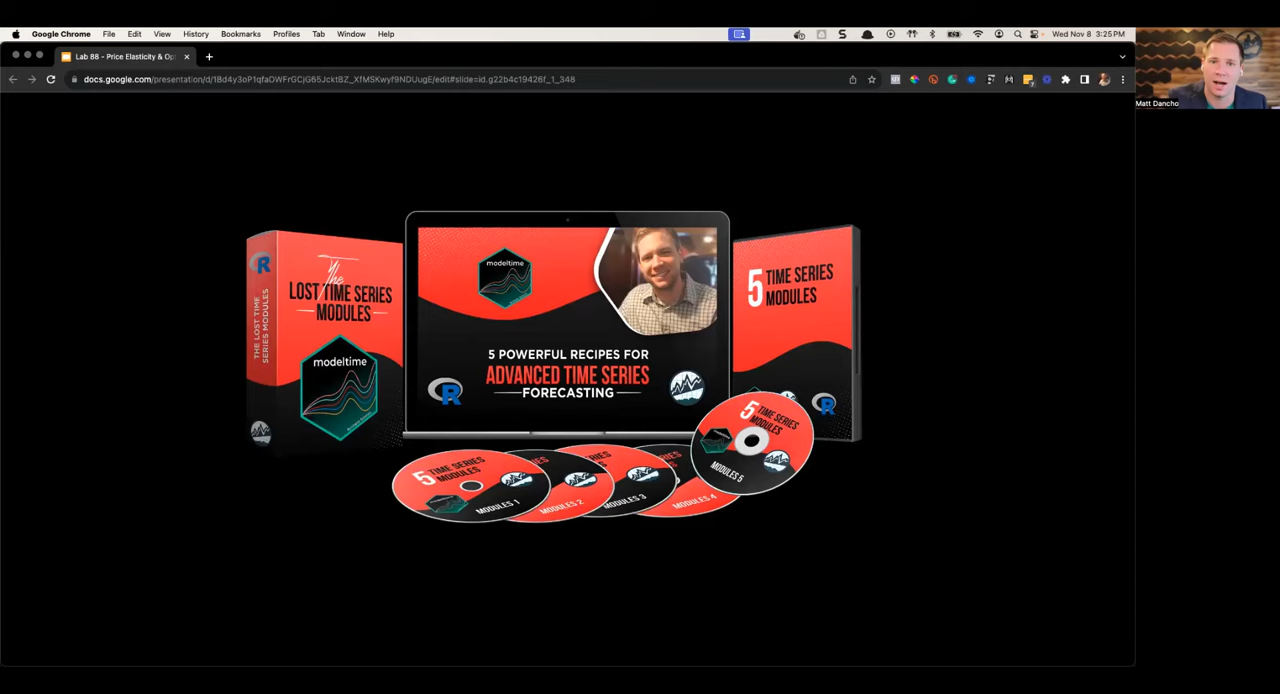 Google Chrome File Edit View History Bookmarks Profiles Tab Window Help
Wed Nov 8 3:25 PM
Lab 88 - Price Elasticity & Op
docs.google.com/presentation/d/1Bd4y3oP1qfaDWFrGCjG65JcktBZ_XfMSKwyf9NDUugE/edit#slide=id.g22b4c19426f_1_348
Matt Dancho
The
LOST TIME SERIES
MODULES
modeltime
R
THE LOST TIME
SERIES MODULES
modeltime
5 POWERFUL RECIPES FOR
ADVANCED TIME SERIES
FORECASTING
R
5 TIME SERIES
MODULES
R
5 TIME SERIES
MODULES
MODULES 1
MODULES 2
MODULES 3
MODULES 4
5 TIME SERIES
MODULES
MODULES 5